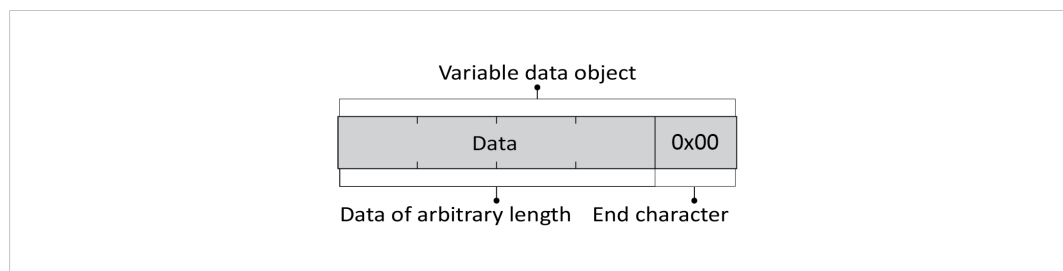 Variable data object
Data 0x00
Data of arbitrary length End character